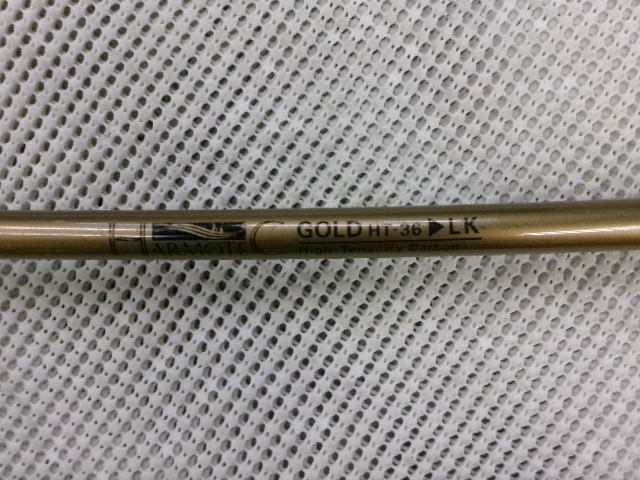 HARMOTEC GOLD HT-36 ▶LK
High-Tenacity Carbon